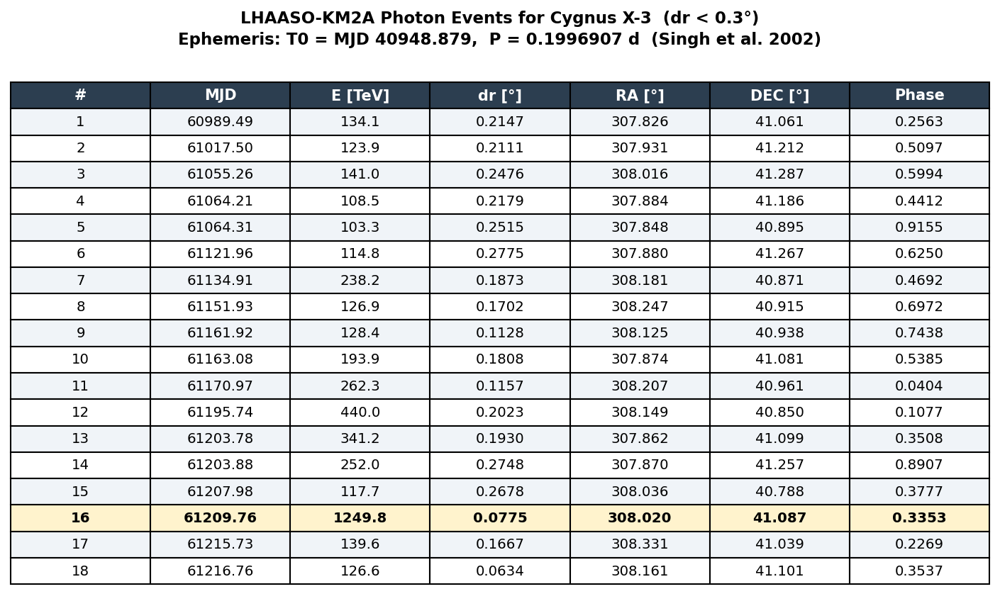 LHAASO-KM2A Photon Events for Cygnus X-3  (dr < 0.3°)
Ephemeris: T0 = MJD 40948.879,  P = 0.1996907 d  (Singh et al. 2002)
# MJD E [TeV] dr [°] RA [°] DEC [°] Phase
1 60989.49 134.1 0.2147 307.826 41.061 0.2563
2 61017.50 123.9 0.2111 307.931 41.212 0.5097
3 61055.26 141.0 0.2476 308.016 41.287 0.5994
4 61064.21 108.5 0.2179 307.884 41.186 0.4412
5 61064.31 103.3 0.2515 307.848 40.895 0.9155
6 61121.96 114.8 0.2775 307.880 41.267 0.6250
7 61134.91 238.2 0.1873 308.181 40.871 0.4692
8 61151.93 126.9 0.1702 308.247 40.915 0.6972
9 61161.92 128.4 0.1128 308.125 40.938 0.7438
10 61163.08 193.9 0.1808 307.874 41.081 0.5385
11 61170.97 262.3 0.1157 308.207 40.961 0.0404
12 61195.74 440.0 0.2023 308.149 40.850 0.1077
13 61203.78 341.2 0.1930 307.862 41.099 0.3508
14 61203.88 252.0 0.2748 307.870 41.257 0.8907
15 61207.98 117.7 0.2678 308.036 40.788 0.3777
16 61209.76 1249.8 0.0775 308.020 41.087 0.3353
17 61215.73 139.6 0.1667 308.331 41.039 0.2269
18 61216.76 126.6 0.0634 308.161 41.101 0.3537